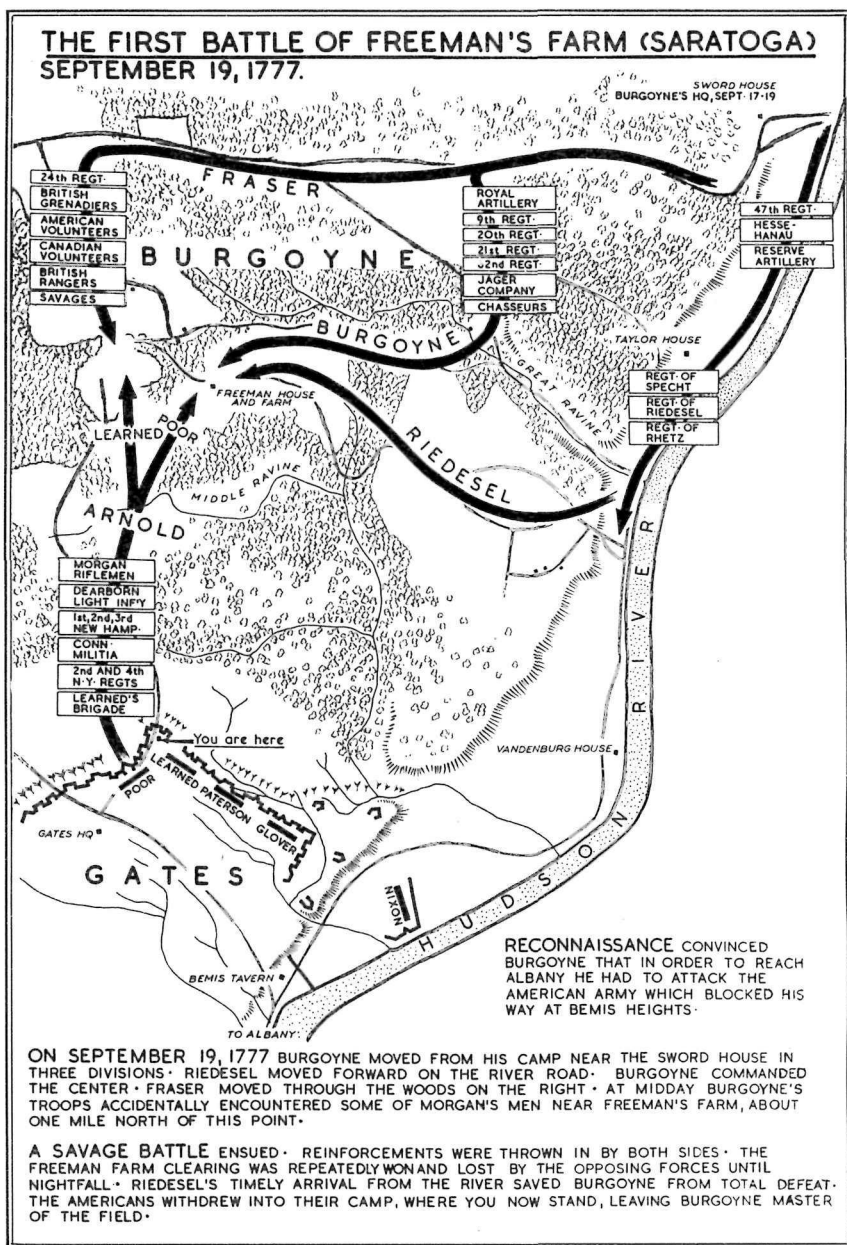 THE FIRST BATTLE OF FREEMAN'S FARM (SARATOGA)
SEPTEMBER 19, 1777.
SWORD HOUSE
BURGOYNE'S HQ, SEPT· 17-19
FRASER
24th REGT·
BRITISH
GRENADIERS
AMERICAN
VOLUNTEERS
CANADIAN
VOLUNTEERS
BRITISH
RANGERS
SAVAGES
ROYAL
ARTILLERY
9th REGT·
20th REGT·
21st REGT·
62nd REGT·
JAGER
COMPANY
CHASSEURS
47th REGT·
HESSE-
HANAU
RESERVE
ARTILLERY
BURGOYNE
BURGOYNE
TAYLOR HOUSE
GREAT RAVINE
REGT· OF
SPECHT
REGT· OF
RIEDESEL
REGT· OF
RHETZ
FREEMAN HOUSE
AND FARM
LEARNED
POOR
RIEDESEL
MIDDLE RAVINE
ARNOLD
MORGAN
RIFLEMEN
DEARBORN
LIGHT INF'Y
1st, 2nd, 3rd
NEW HAMP·
CONN·
MILITIA
2nd AND 4th
N·Y· REGTS
LEARNED'S
BRIGADE
You are here
VANDENBURG HOUSE
POOR
LEARNED
PATERSON
GLOVER
GATES HQ
GATES
NIXON
HUDSON RIVER
BEMIS TAVERN
TO ALBANY·
RECONNAISSANCE CONVINCED
BURGOYNE THAT IN ORDER TO REACH
ALBANY HE HAD TO ATTACK THE
AMERICAN ARMY WHICH BLOCKED HIS
WAY AT BEMIS HEIGHTS·
ON SEPTEMBER 19, 1777 BURGOYNE MOVED FROM HIS CAMP NEAR THE SWORD HOUSE IN
THREE DIVISIONS· RIEDESEL MOVED FORWARD ON THE RIVER ROAD· BURGOYNE COMMANDED
THE CENTER· FRASER MOVED THROUGH THE WOODS ON THE RIGHT· AT MIDDAY BURGOYNE'S
TROOPS ACCIDENTALLY ENCOUNTERED SOME OF MORGAN'S MEN NEAR FREEMAN'S FARM, ABOUT
ONE MILE NORTH OF THIS POINT·
A SAVAGE BATTLE ENSUED· REINFORCEMENTS WERE THROWN IN BY BOTH SIDES· THE
FREEMAN FARM CLEARING WAS REPEATEDLY WON AND LOST BY THE OPPOSING FORCES UNTIL
NIGHTFALL· RIEDESEL'S TIMELY ARRIVAL FROM THE RIVER SAVED BURGOYNE FROM TOTAL DEFEAT·
THE AMERICANS WITHDREW INTO THEIR CAMP, WHERE YOU NOW STAND, LEAVING BURGOYNE MASTER
OF THE FIELD·